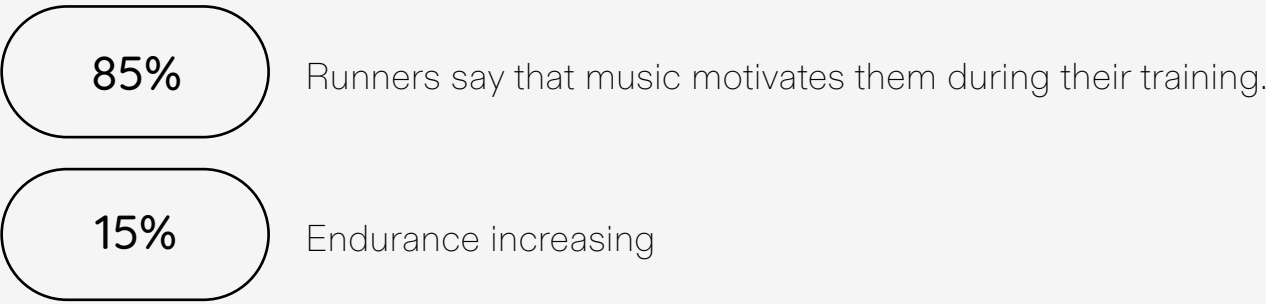 85%
Runners say that music motivates them during their training.
15%
Endurance increasing